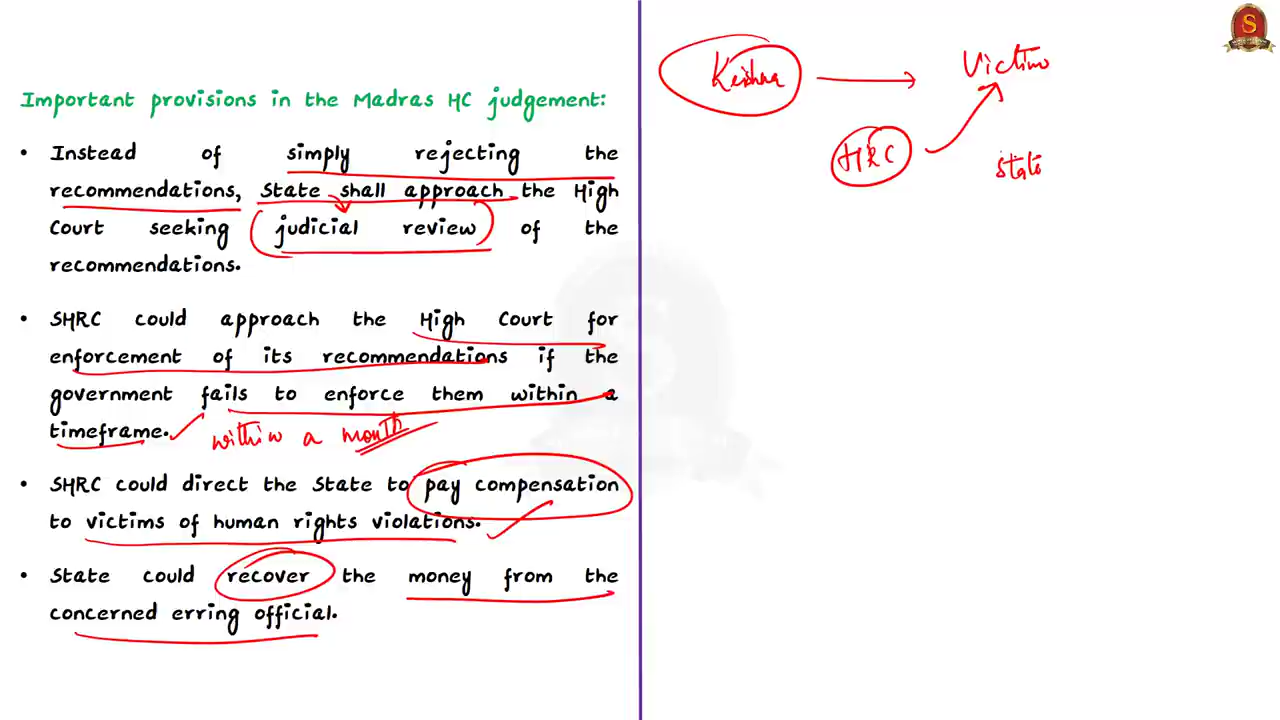 Important provisions in the Madras HC judgement:
• Instead of simply rejecting the
recommendations, State shall approach the High
Court seeking judicial review of the
recommendations.
• SHRC could approach the High Court for
enforcement of its recommendations if the
government fails to enforce them within a
timeframe.
within a month
• SHRC could direct the State to pay compensation
to victims of human rights violations.
• State could recover the money from the
concerned erring official.
Krishna
Victim
HRC
State
S